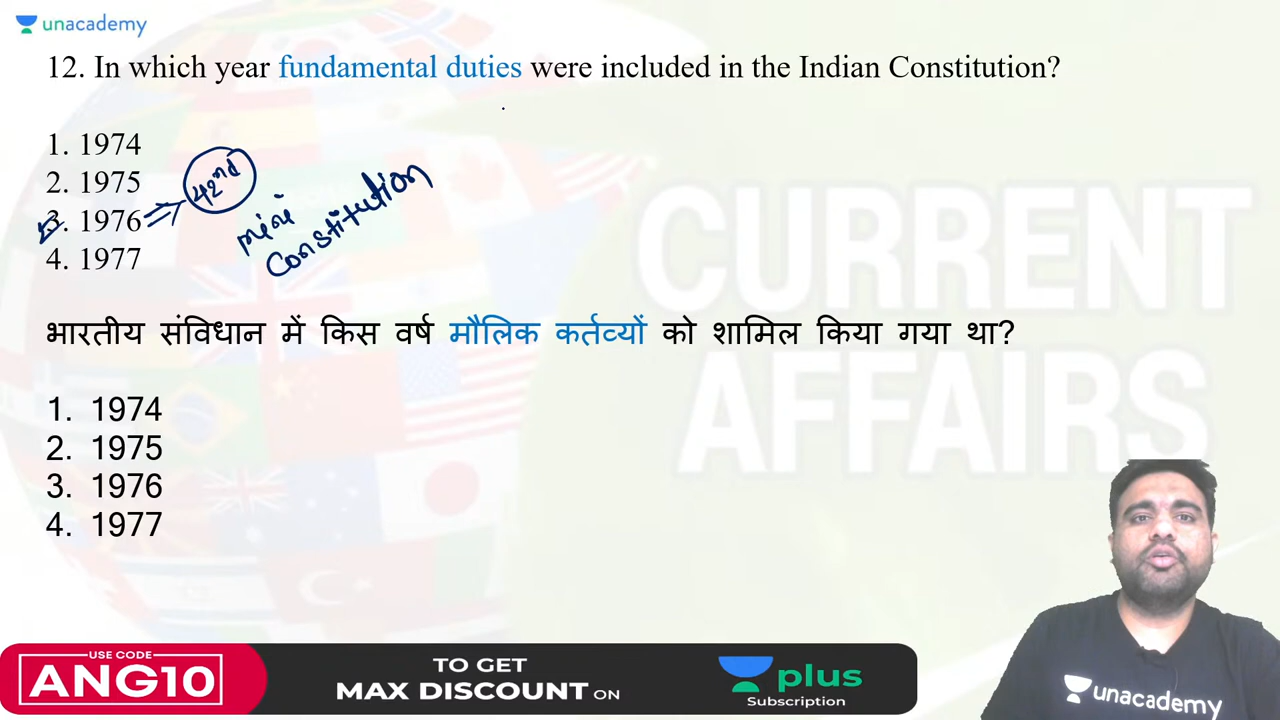 unacademy
12. In which year fundamental duties were included in the Indian Constitution?
1. 1974
2. 1975
3. 1976 ⇒ 42nd
mini
Constitution
4. 1977
भारतीय संविधान में किस वर्ष मौलिक कर्तव्यों को शामिल किया गया था?
1. 1974
2. 1975
3. 1976
4. 1977
CURRENT
AFFAIRS
USE CODE
ANG10
TO GET
MAX DISCOUNT ON
plus
Subscription
unacademy